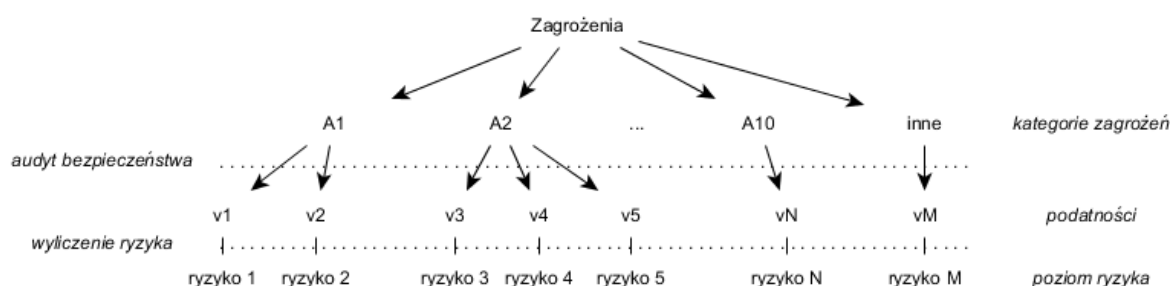 Zagrożenia
A1 A2 ... A10 inne kategorie zagrożeń
audyt bezpieczeństwa
v1 v2 v3 v4 v5 vN vM podatności
wyliczenie ryzyka
ryzyko 1 ryzyko 2 ryzyko 3 ryzyko 4 ryzyko 5 ryzyko N ryzyko M poziom ryzyka